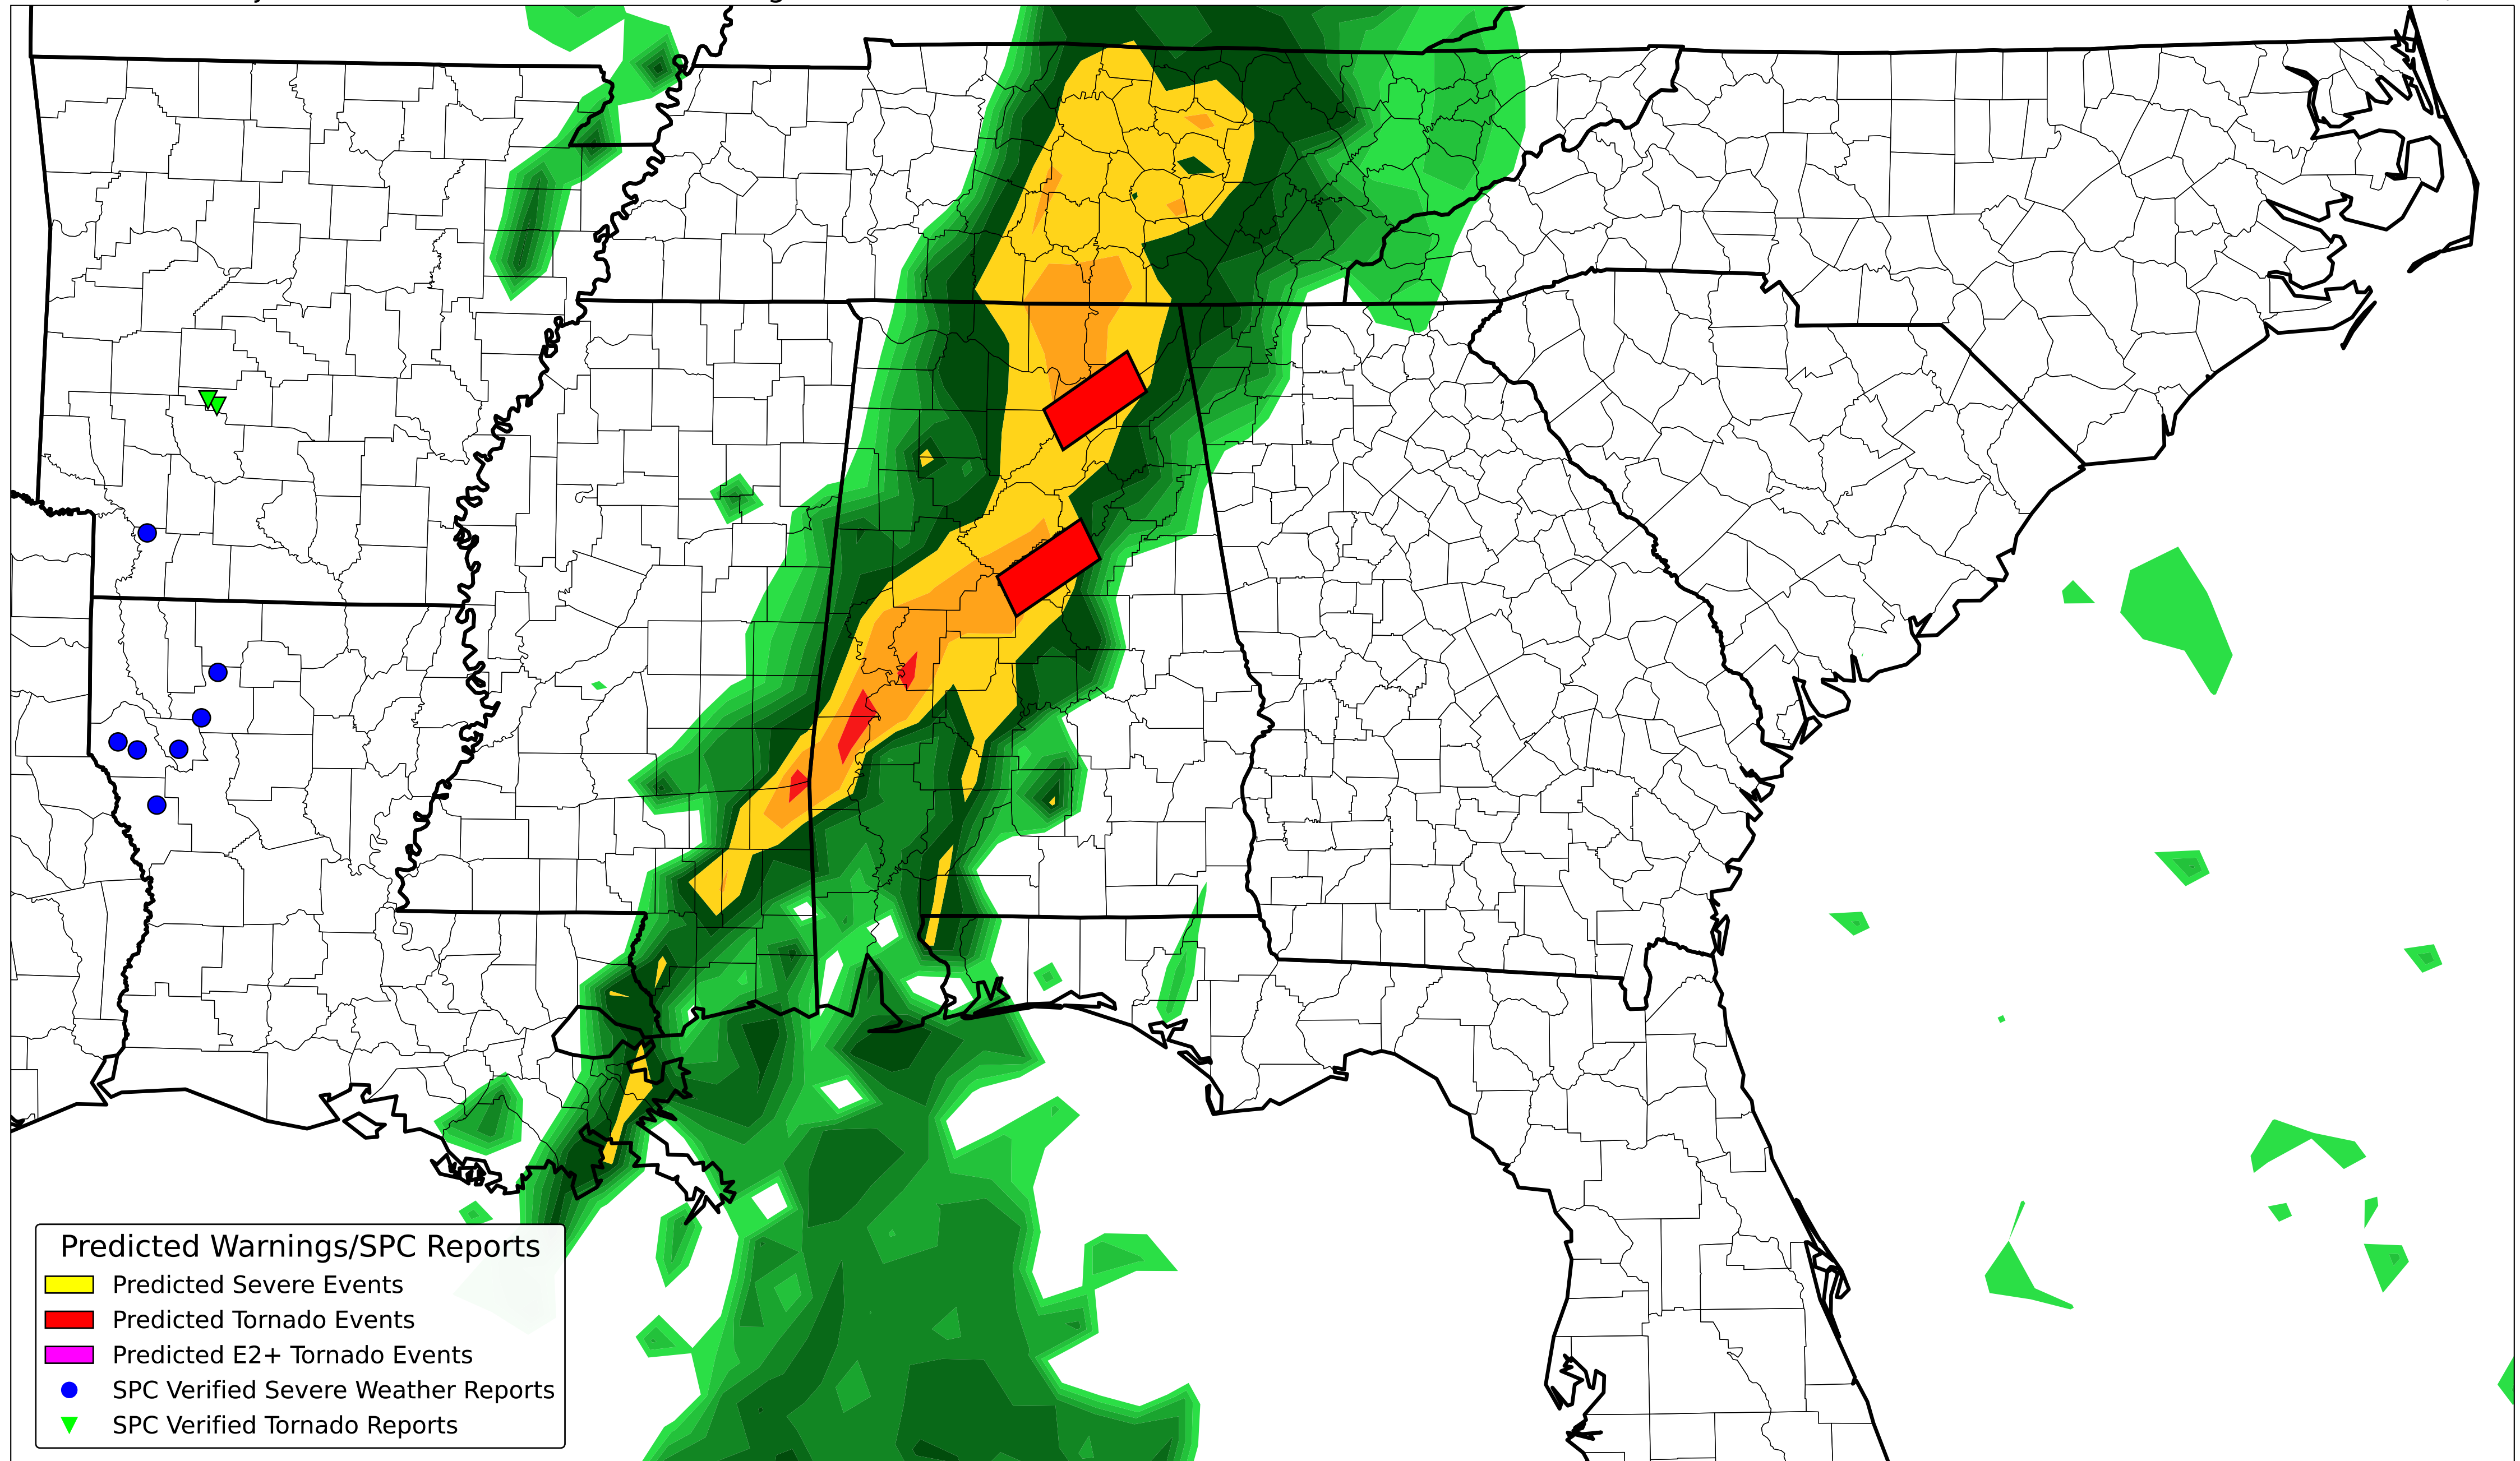 Predicted Warnings/SPC Reports
Predicted Severe Events
Predicted Tornado Events
Predicted E2+ Tornado Events
SPC Verified Severe Weather Reports
SPC Verified Tornado Reports